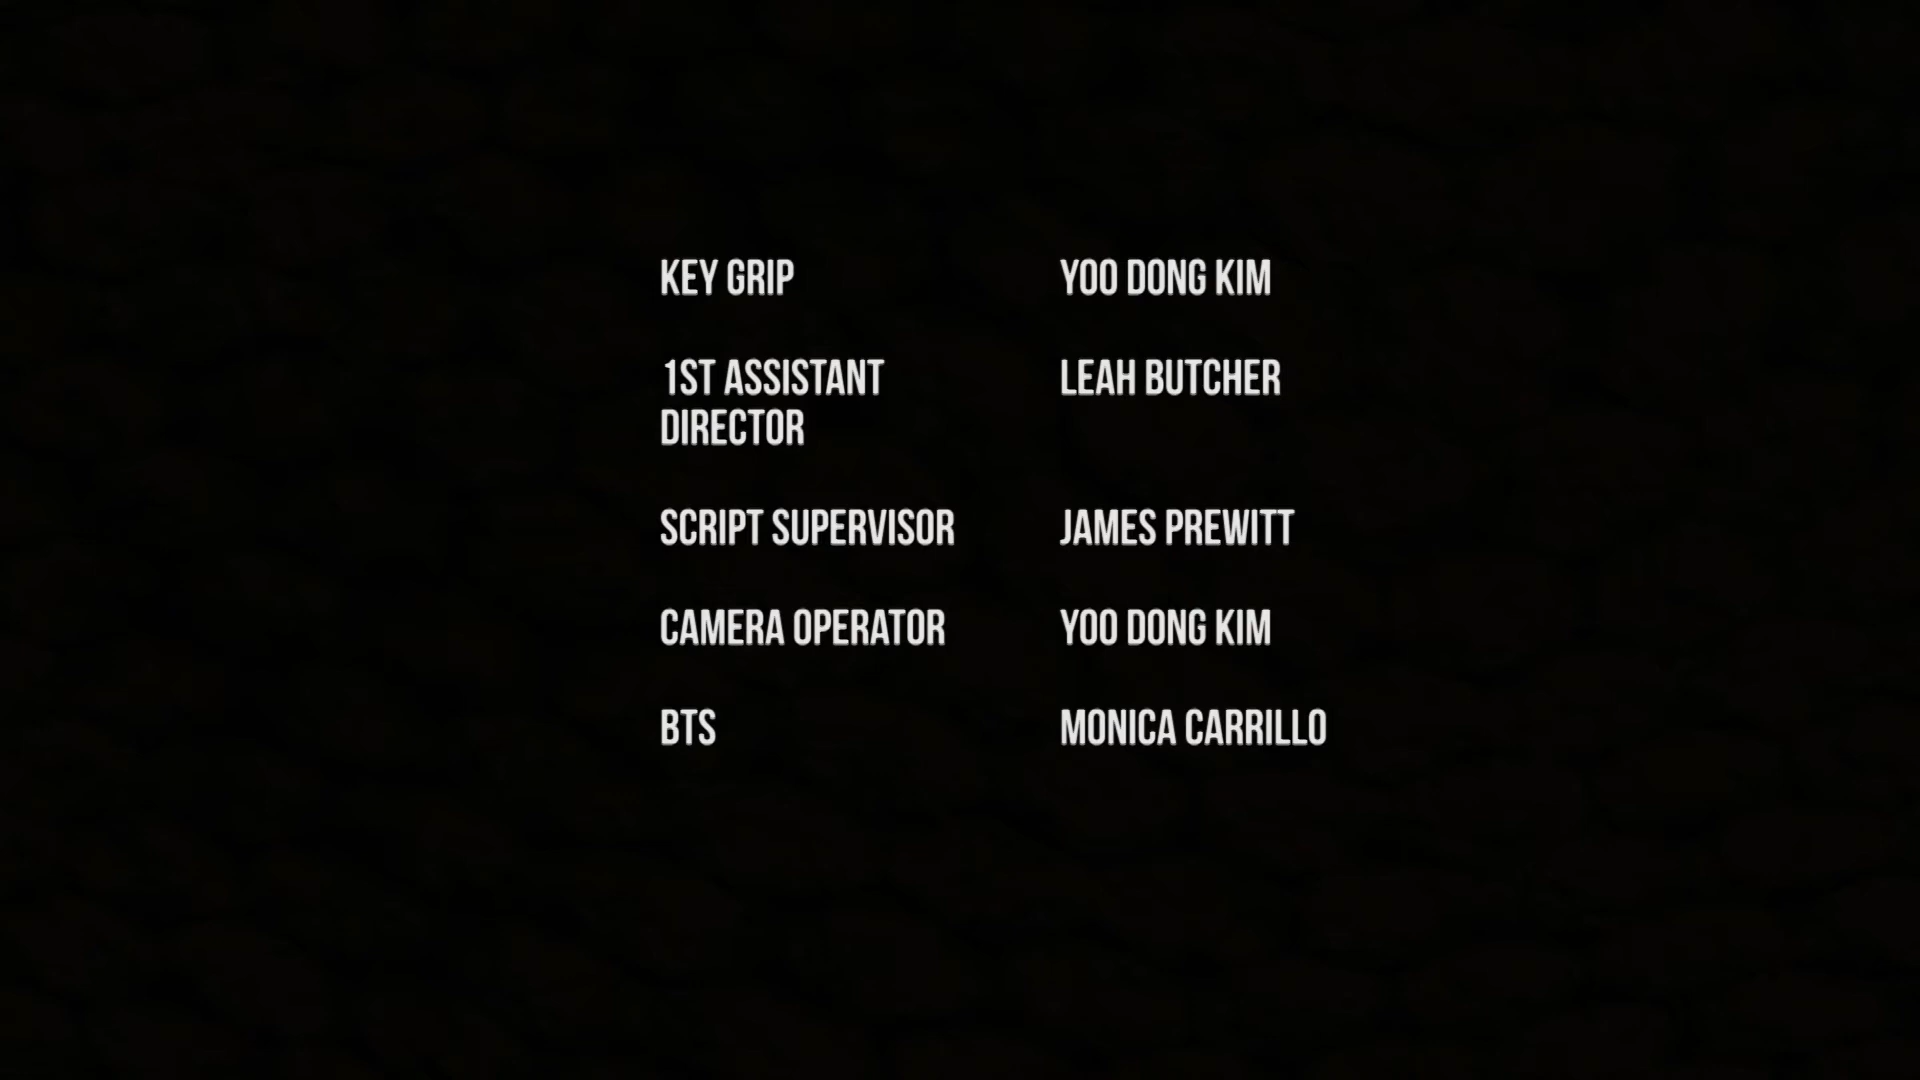 KEY GRIP YOO DONG KIM
1ST ASSISTANT LEAH BUTCHER
DIRECTOR
SCRIPT SUPERVISOR JAMES PREWITT
CAMERA OPERATOR YOO DONG KIM
BTS MONICA CARRILLO